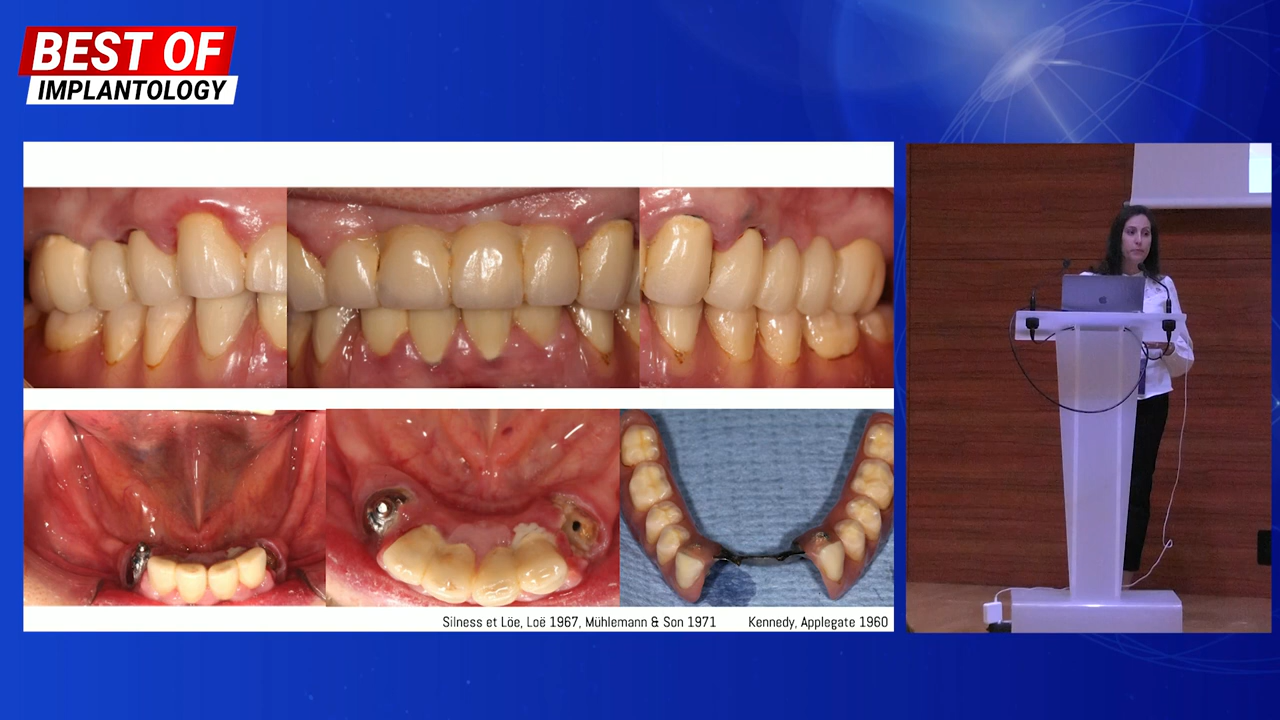 BEST OF
IMPLANTOLOGY
Silness et Löe, Loë 1967, Mühlemann & Son 1971 Kennedy, Applegate 1960